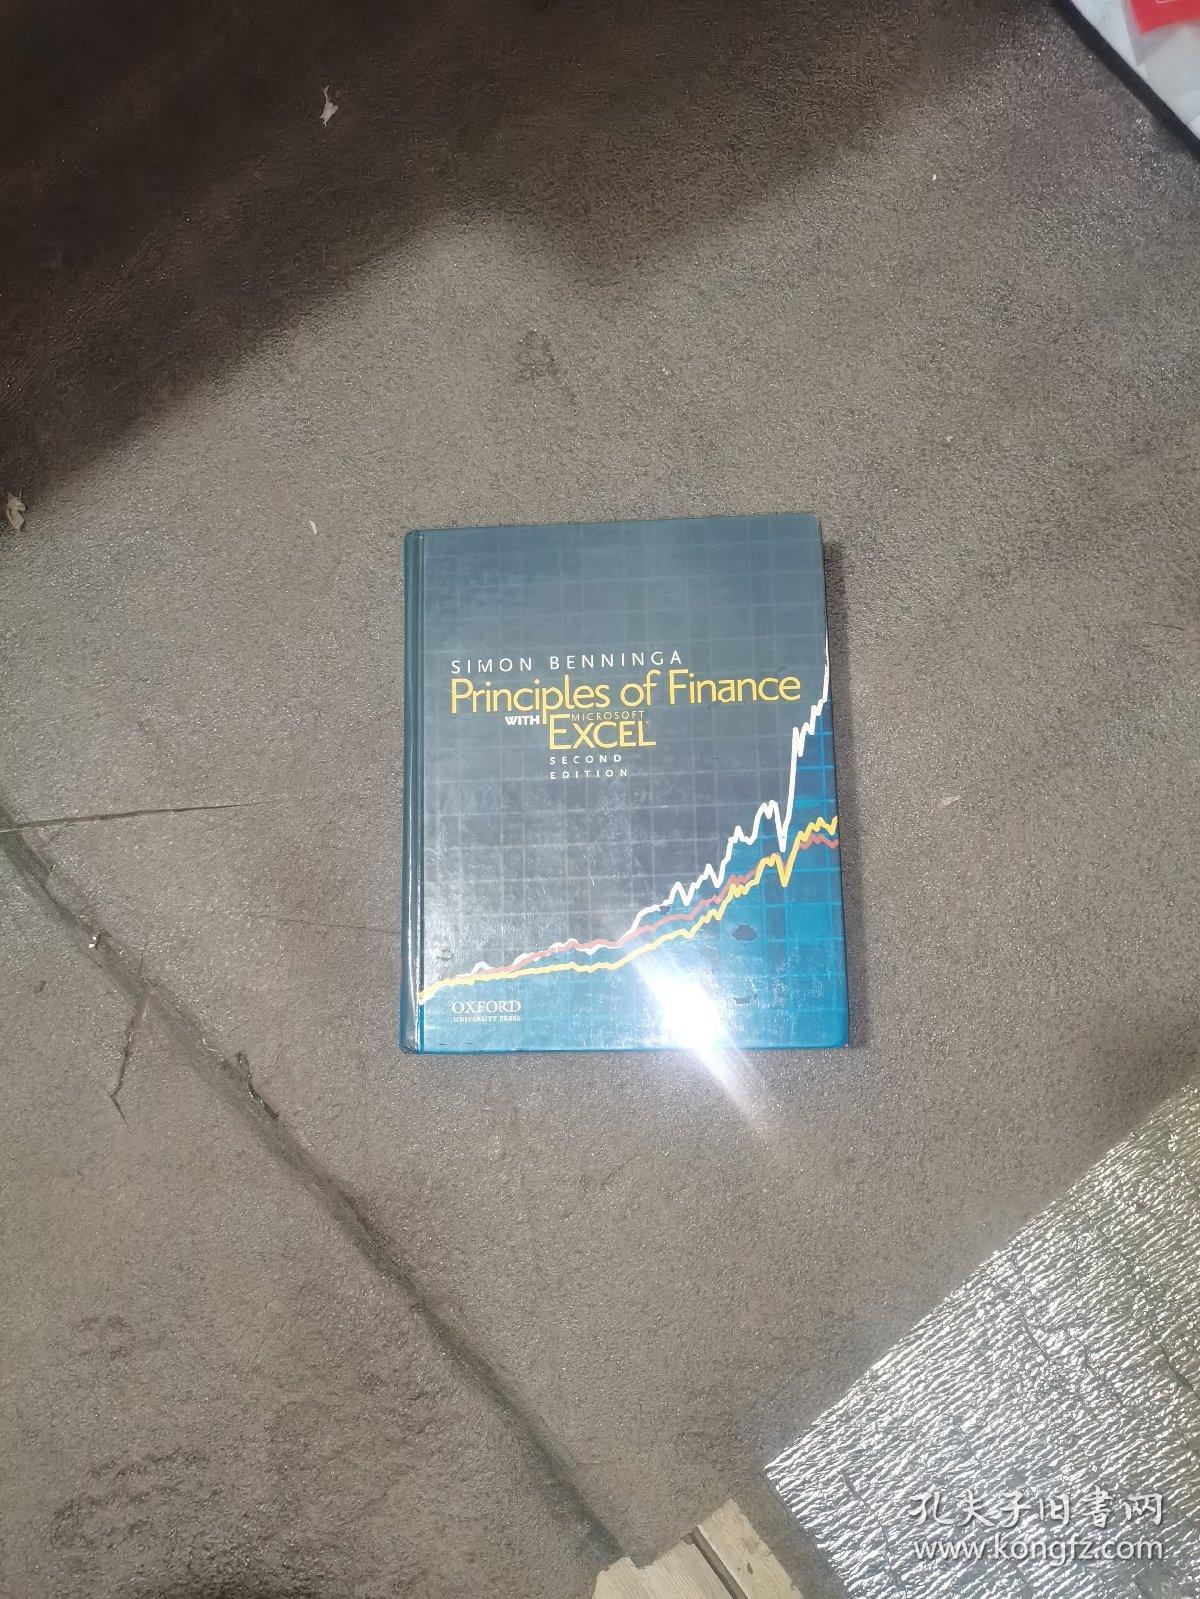 SIMON BENNINGA
Principles of Finance
WITH MICROSOFT
EXCEL
SECOND
EDITION
OXFORD
UNIVERSITY PRESS
孔夫子旧书网
www.kongfz.com